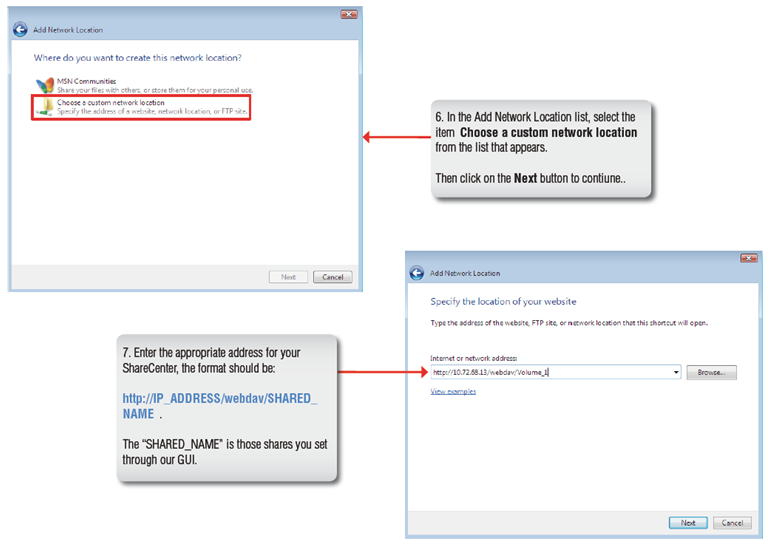 Add Network Location
Where do you want to create this network location?
MSN Communities
Share your files with others, or store them for your personal use.
Choose a custom network location
Specify the address of a website, network location, or FTP site.
Next
Cancel
6. In the Add Network Location list, select the
item Choose a custom network location
from the list that appears.
Then click on the Next button to contiune..
7. Enter the appropriate address for your
ShareCenter, the format should be:
http://IP_ADDRESS/webdav/SHARED_
NAME .
The “SHARED_NAME” is those shares you set
through our GUI.
Add Network Location
Specify the location of your website
Type the address of the website, FTP site, or network location that this shortcut will open.
Internet or network address:
http://10.72.68.13/webdav/Volume_1
Browse...
View examples
Next
Cancel